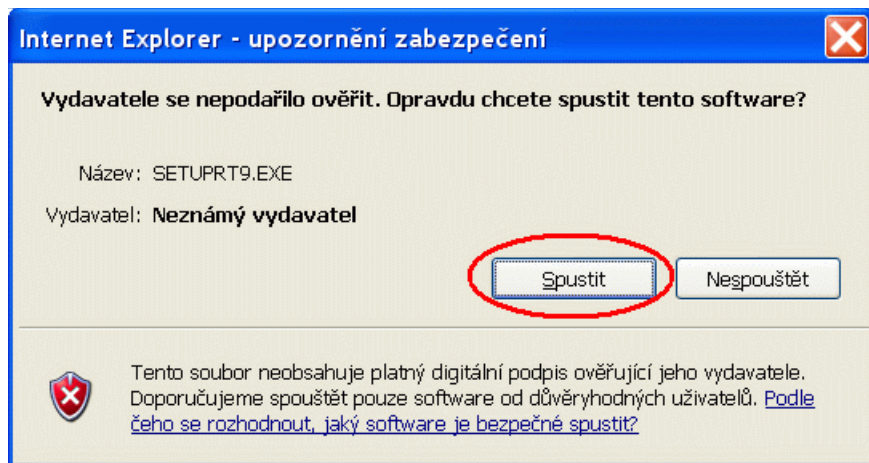 Internet Explorer - upozornění zabezpečení
Vydavatele se nepodařilo ověřit. Opravdu chcete spustit tento software?
Název: SETUPRT9.EXE
Vydavatel: Neznámý vydavatel
Spustit Nespouštět
Tento soubor neobsahuje platný digitální podpis ověřující jeho vydavatele.
Doporučujeme spouštět pouze software od důvěryhodných uživatelů. Podle
čeho se rozhodnout, jaký software je bezpečné spustit?